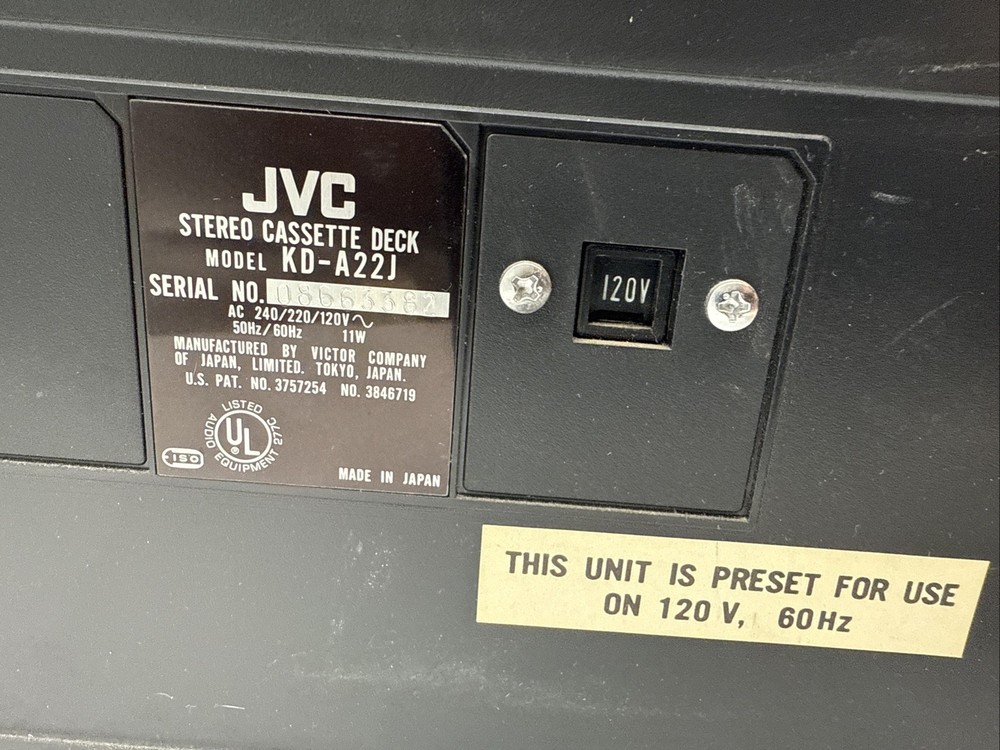 JVC
STEREO CASSETTE DECK
MODEL KD-A22J
SERIAL NO.
AC 240/220/120V~
50Hz/60Hz 11W
MANUFACTURED BY VICTOR COMPANY
OF JAPAN, LIMITED. TOKYO, JAPAN.
U.S. PAT. NO. 3757254 NO. 3846719
LISTED
AUDIO UL® 277C
EQUIPMENT
ISO
MADE IN JAPAN
120V
THIS UNIT IS PRESET FOR USE
ON 120 V, 60Hz